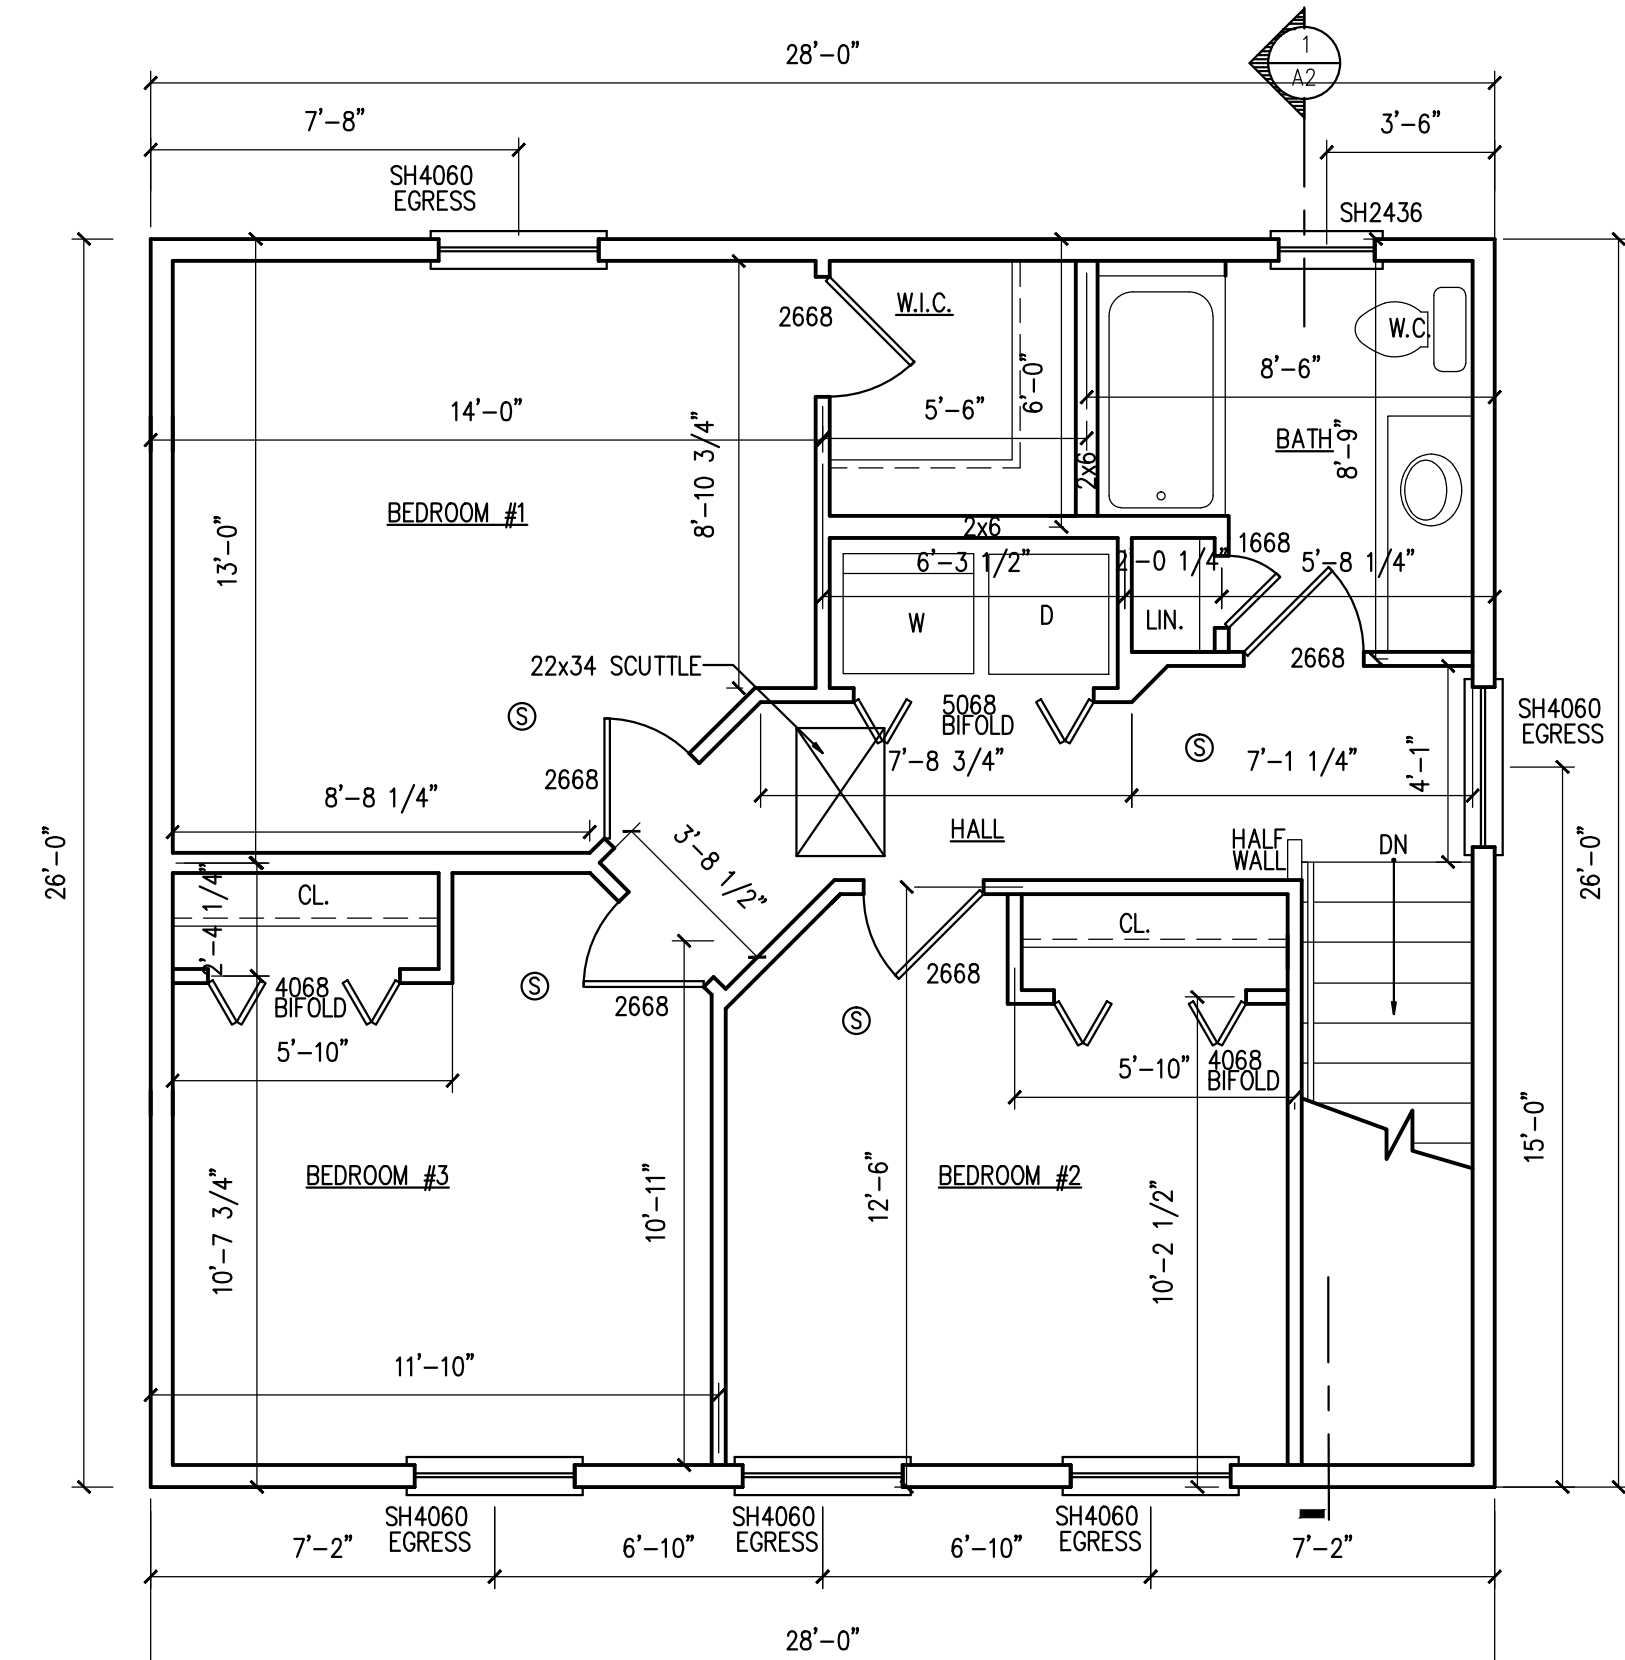 28'-0"
1
A2
7'-8"
3'-6"
SH4060
EGRESS
SH2436
W.I.C.
2668
W.C.
8'-6"
6'-0"
5'-6"
14'-0"
8'-10 3/4"
BATH
8'-9"
2x6
BEDROOM #1
13'-0"
2x6
1668
6'-3 1/2"
2'-0 1/4"
5'-8 1/4"
W
D
LIN.
22x34 SCUTTLE
2668
S
5068
BIFOLD
SH4060
EGRESS
S
7'-8 3/4"
7'-1 1/4"
4'-1"
2668
8'-8 1/4"
HALL
HALF
WALL
DN
3'-8 1/2"
26'-0"
26'-0"
CL.
2'-4 1/4"
CL.
2668
4068
BIFOLD
S
2668
S
5'-10"
5'-10"
4068
BIFOLD
15'-0"
BEDROOM #3
10'-7 3/4"
10'-11"
12'-6"
BEDROOM #2
10'-2 1/2"
11'-10"
SH4060
EGRESS
SH4060
EGRESS
SH4060
EGRESS
7'-2"
6'-10"
6'-10"
7'-2"
28'-0"